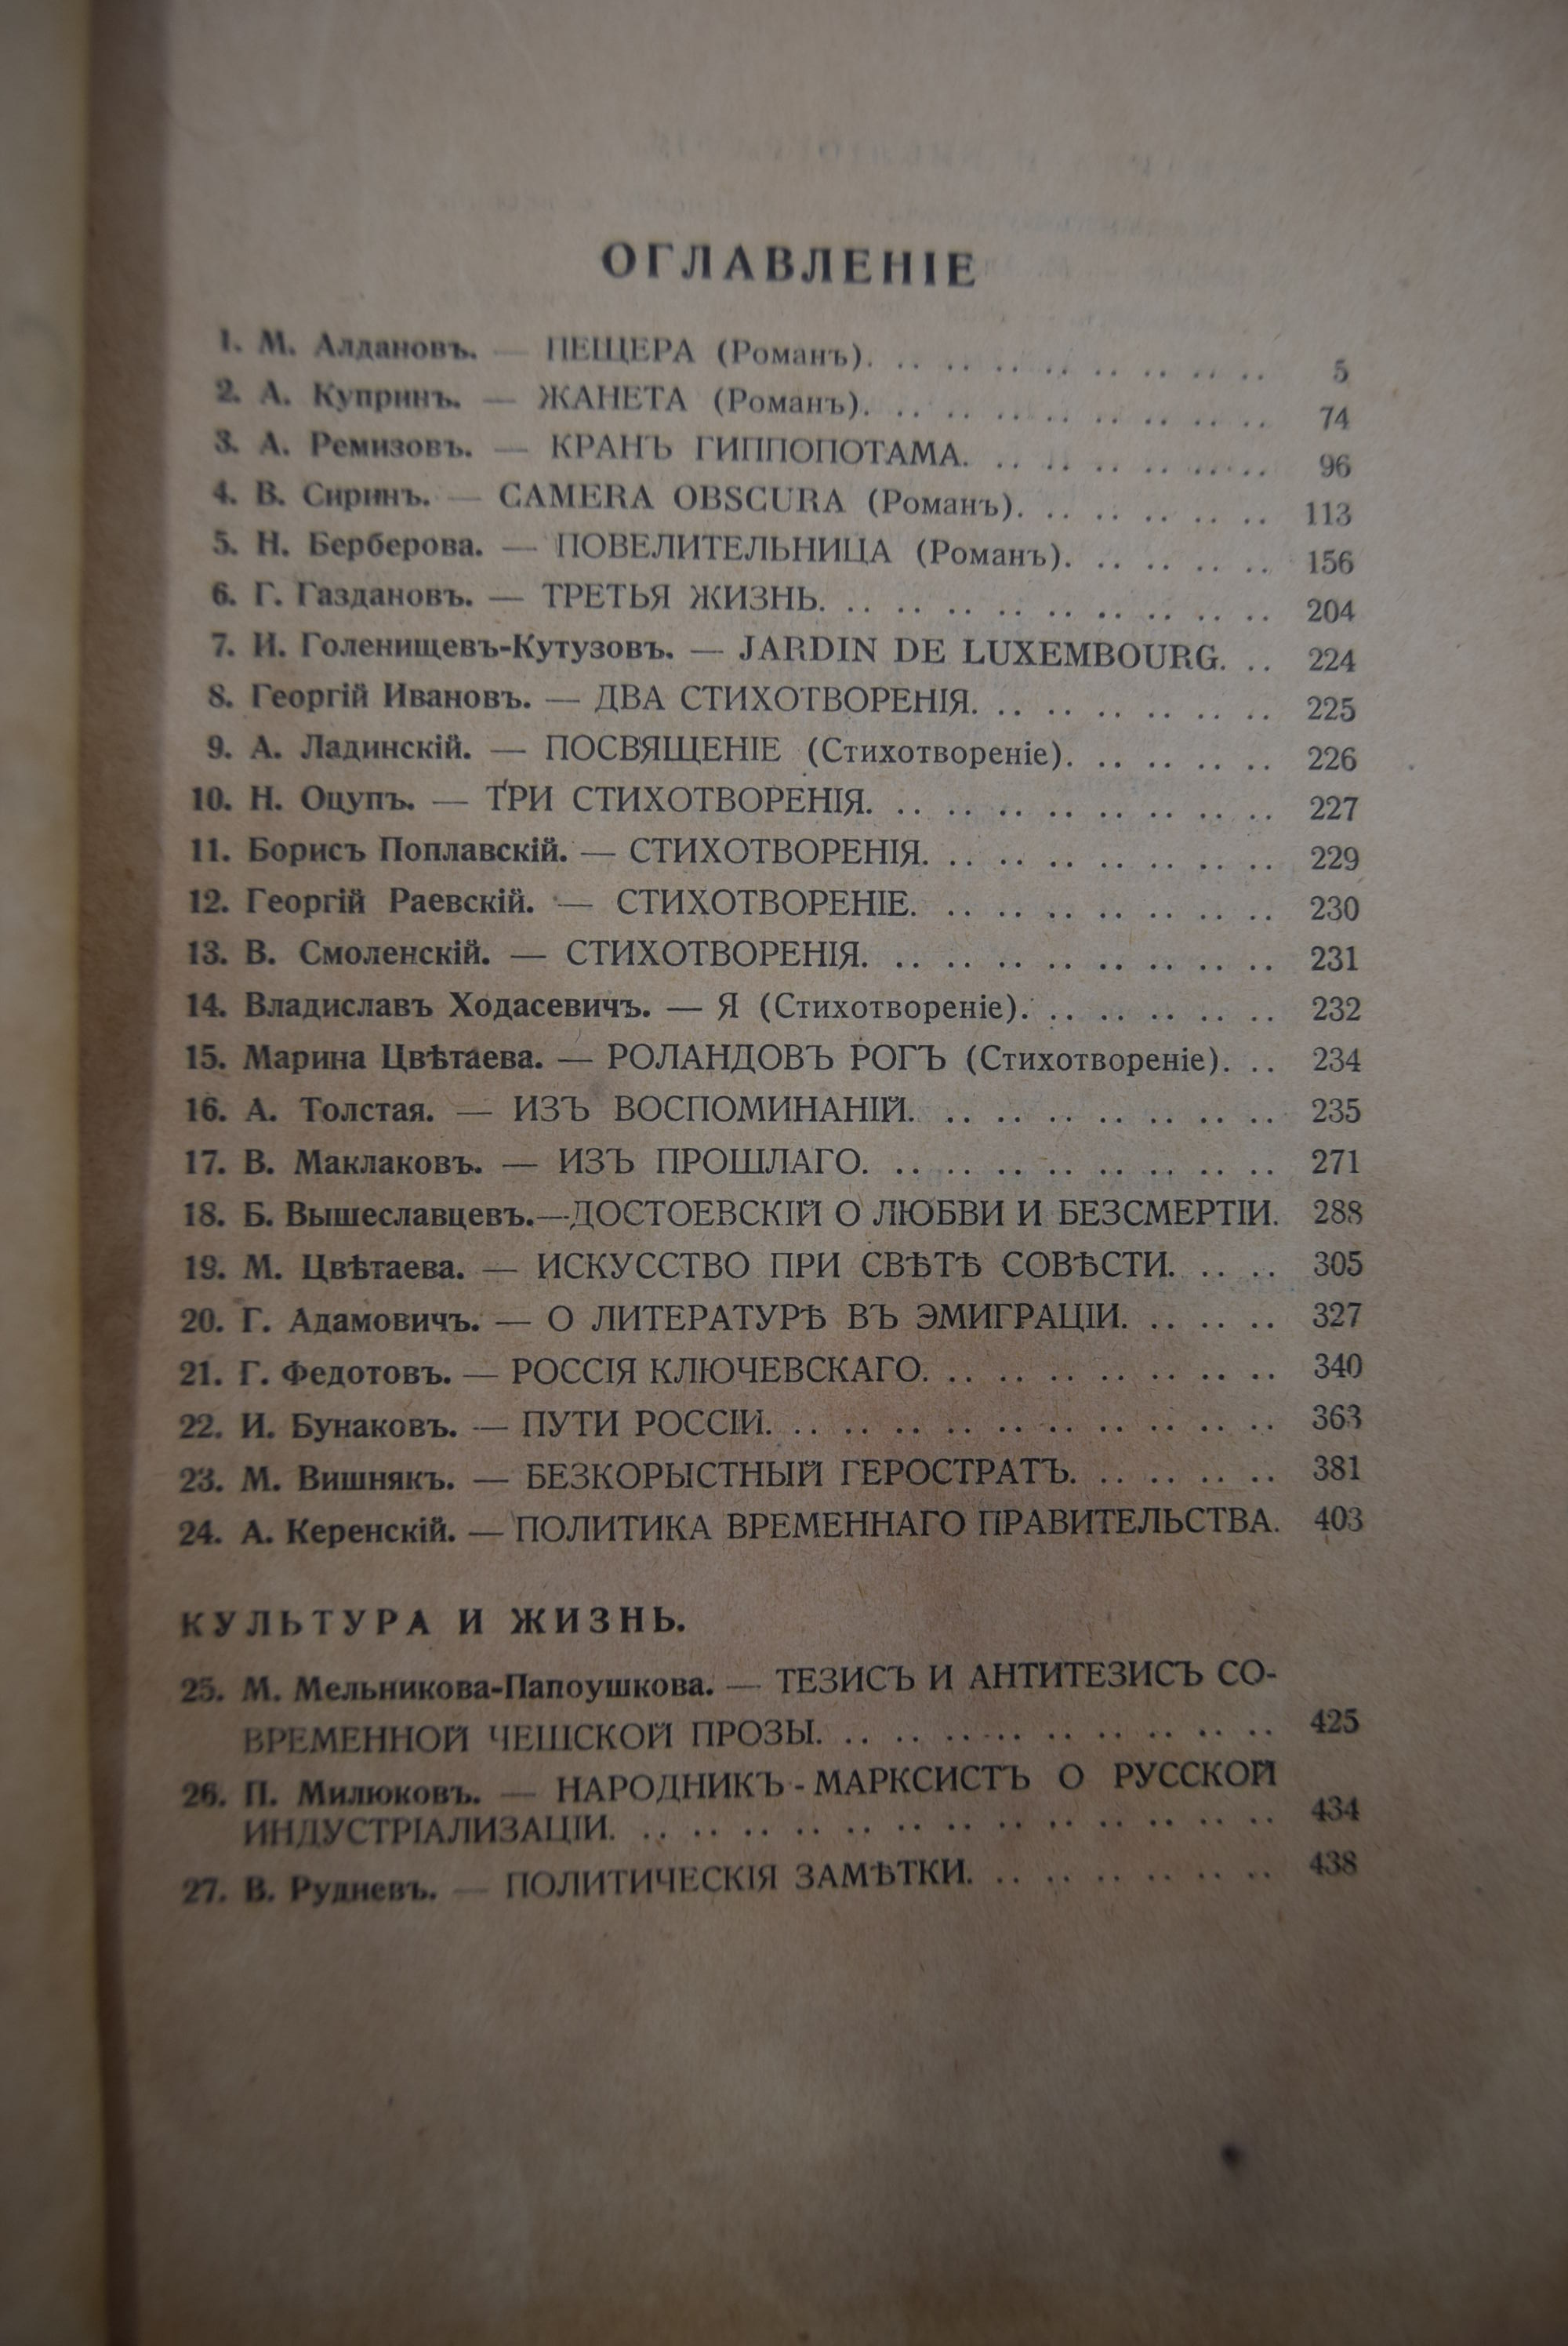 ОГЛАВЛЕНІЕ
1. М. Алдановъ. — ПЕЩЕРА (Романъ). .. .. .. .. .. .. .. .. 5
2. А. Купринъ. — ЖАНЕТА (Романъ). .. .. .. .. .. .. .. .. 74
3. А. Ремизовъ. — КРАНЪ ГИППОПОТАМА. .. .. .. .. .. .. 96
4. В. Сиринъ. — CAMERA OBSCURA (Романъ). .. .. .. .. .. 113
5. Н. Берберова. — ПОВЕЛИТЕЛЬНИЦА (Романъ). .. .. .. .. 156
6. Г. Газдановъ. — ТРЕТЬЯ ЖИЗНЬ. .. .. .. .. .. .. .. .. .. 204
7. И. Голенищевъ-Кутузовъ. — JARDIN DE LUXEMBOURG. .. 224
8. Георгій Ивановъ. — ДВА СТИХОТВОРЕНІЯ. .. .. .. .. .. .. 225
9. А. Ладинскій. — ПОСВЯЩЕНІЕ (Стихотвореніе). .. .. .. .. 226
10. Н. Оцупъ. — ТРИ СТИХОТВОРЕНІЯ. .. .. .. .. .. .. .. .. 227
11. Борисъ Поплавскій. — СТИХОТВОРЕНІЯ. .. .. .. .. .. .. .. 229
12. Георгій Раевскій. — СТИХОТВОРЕНІЕ. .. .. .. .. .. .. .. 230
13. В. Смоленскій. — СТИХОТВОРЕНІЯ. .. .. .. .. .. .. .. .. 231
14. Владиславъ Ходасевичъ. — Я (Стихотвореніе). .. .. .. .. .. 232
15. Марина Цвѣтаева. — РОЛАНДОВЪ РОГЪ (Стихотвореніе). .. 234
16. А. Толстая. — ИЗЪ ВОСПОМИНАНІЙ. .. .. .. .. .. .. .. 235
17. В. Маклаковъ. — ИЗЪ ПРОШЛАГО. .. .. .. .. .. .. .. .. 271
18. Б. Вышеславцевъ.—ДОСТОЕВСКІЙ О ЛЮБВИ И БЕЗСМЕРТІИ. 288
19. М. Цвѣтаева. — ИСКУССТВО ПРИ СВѢТѢ СОВѢСТИ. .. .. 305
20. Г. Адамовичъ. — О ЛИТЕРАТУРѢ ВЪ ЭМИГРАЦІИ. .. .. .. 327
21. Г. Федотовъ. — РОССІЯ КЛЮЧЕВСКАГО. .. .. .. .. .. .. .. 340
22. И. Бунаковъ. — ПУТИ РОССІИ. .. .. .. .. .. .. .. .. .. .. 363
23. М. Вишнякъ. — БЕЗКОРЫСТНЫЙ ГЕРОСТРАТЪ. .. .. .. .. 381
24. А. Керенскій. — ПОЛИТИКА ВРЕМЕННАГО ПРАВИТЕЛЬСТВА. 403
КУЛЬТУРА И ЖИЗНЬ.
25. М. Мельникова-Папоушкова. — ТЕЗИСЪ И АНТИТЕЗИСЪ СО-
ВРЕМЕННОЙ ЧЕШСКОЙ ПРОЗЫ. .. .. .. .. .. .. .. .. .. 425
26. П. Милюковъ. — НАРОДНИКЪ - МАРКСИСТЪ О РУССКОЙ
ИНДУСТРІАЛИЗАЦІИ. .. .. .. .. .. .. .. .. .. .. .. .. .. 434
27. В. Рудневъ. — ПОЛИТИЧЕСКІЯ ЗАМѢТКИ. .. .. .. .. .. .. 438